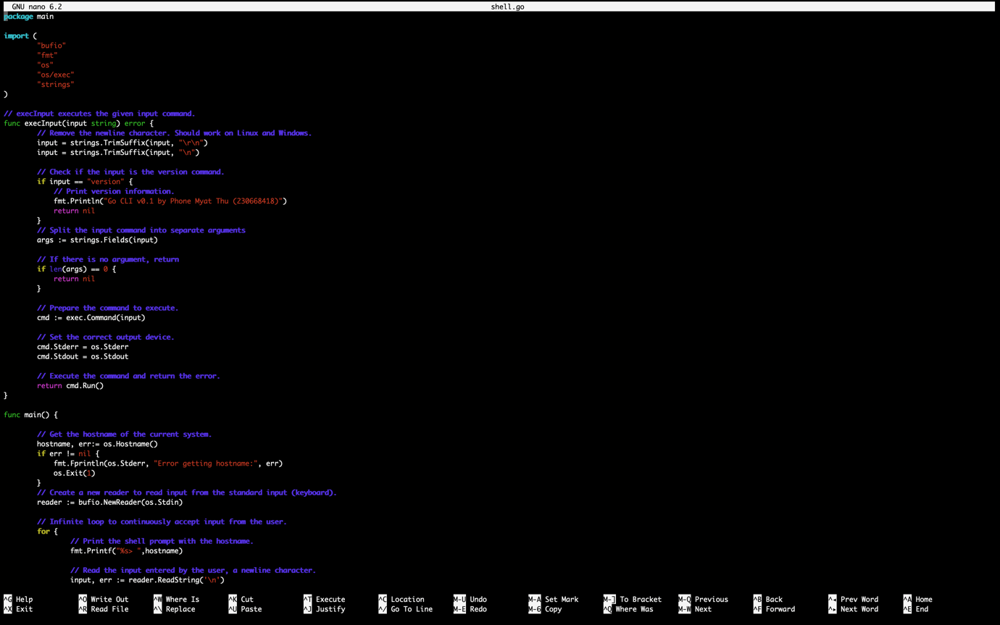 GNU nano 6.2 shell.go
package main

import (
        "bufio"
        "fmt"
        "os"
        "os/exec"
        "strings"
)

// execInput executes the given input command.
func execInput(input string) error {
        // Remove the newline character. Should work on Linux and Windows.
        input = strings.TrimSuffix(input, "\r\n")
        input = strings.TrimSuffix(input, "\n")

        // Check if the input is the version command.
        if input == "version" {
            // Print version information.
            fmt.Println("Go CLI v0.1 by Phone Myat Thu (230668418)")
            return nil
        }
        // Split the input command into separate arguments
        args := strings.Fields(input)

        // If there is no argument, return
        if len(args) == 0 {
            return nil
        }

        // Prepare the command to execute.
        cmd := exec.Command(input)

        // Set the correct output device.
        cmd.Stderr = os.Stderr
        cmd.Stdout = os.Stdout

        // Execute the command and return the error.
        return cmd.Run()
}

func main() {

        // Get the hostname of the current system.
        hostname, err:= os.Hostname()
        if err != nil {
            fmt.Fprintln(os.Stderr, "Error getting hostname:", err)
            os.Exit(1)
        }
        // Create a new reader to read input from the standard input (keyboard).
        reader := bufio.NewReader(os.Stdin)

        // Infinite loop to continuously accept input from the user.
        for {
                // Print the shell prompt with the hostname.
                fmt.Printf("%s> ",hostname)

                // Read the input entered by the user, a newline character.
                input, err := reader.ReadString('\n')

^G Help ^O Write Out ^W Where Is ^K Cut ^T Execute ^C Location M-U Undo M-A Set Mark M-] To Bracket M-Q Previous ^B Back ^◂ Prev Word ^A Home
^X Exit ^R Read File ^\ Replace ^U Paste ^J Justify ^/ Go To Line M-E Redo M-6 Copy ^Q Where Was M-W Next ^F Forward ^▸ Next Word ^E End